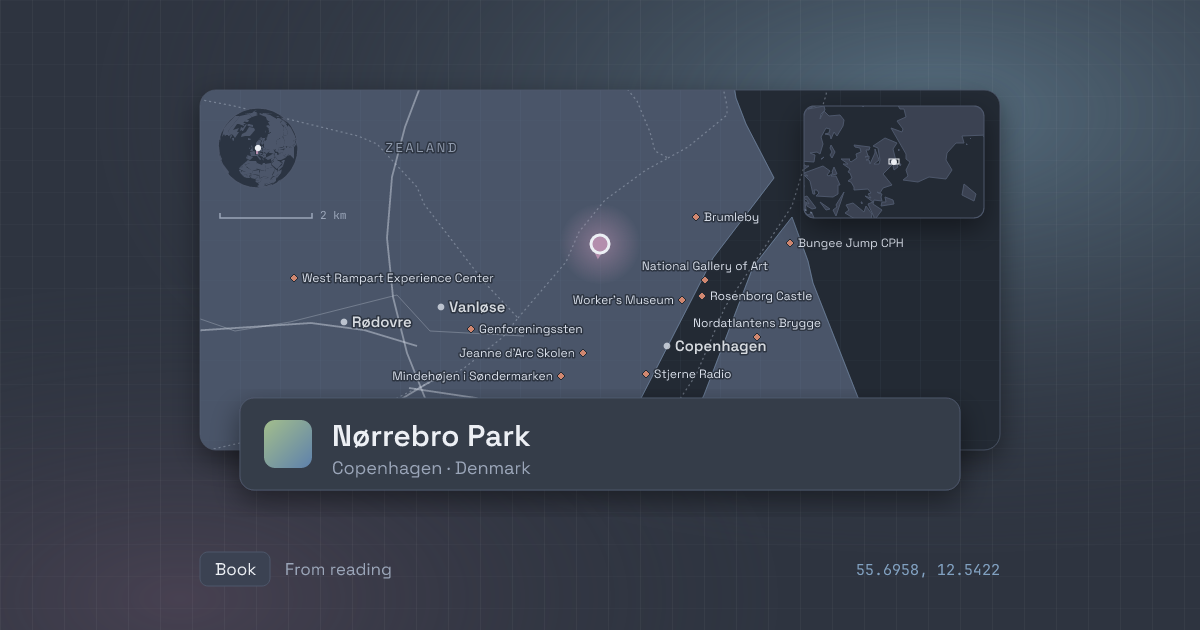 ZEALAND
2 km
Brumleby
Bungee Jump CPH
National Gallery of Art
West Rampart Experience Center
Rosenborg Castle
Worker's Museum
Vanløse
Rødovre
Nordatlantens Brygge
Genforeningssten
Copenhagen
Jeanne d'Arc Skolen
Stjerne Radio
Mindehøjen i Søndermarken
Nørrebro Park
Copenhagen · Denmark
Book
From reading
55.6958, 12.5422